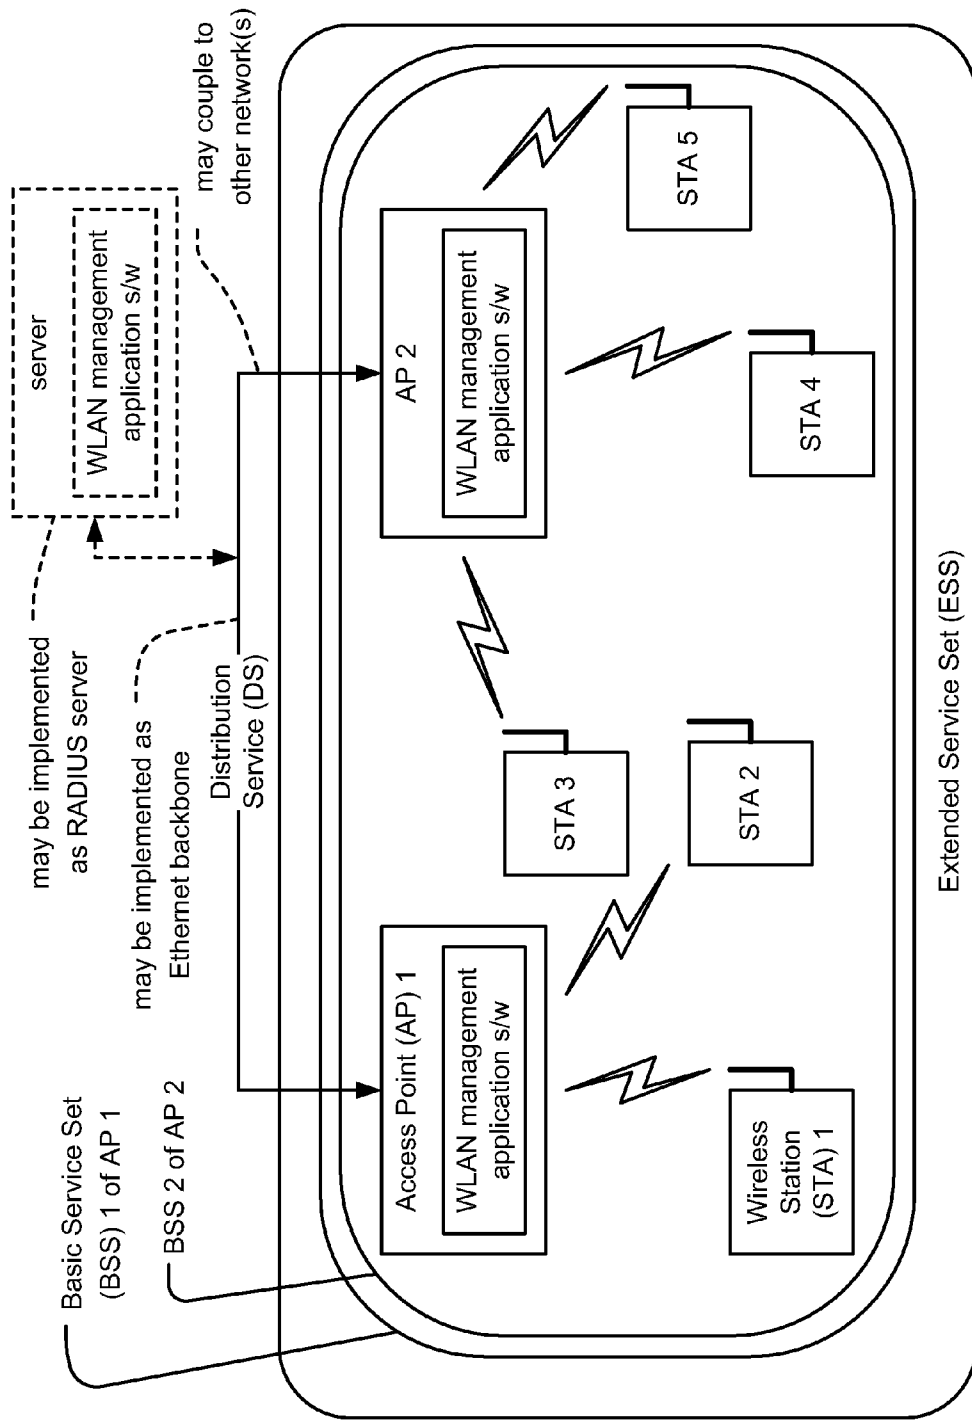 server
WLAN management
application s/w
may be implemented
as RADIUS server
may be implemented as
Ethernet backbone
may couple to
other network(s)
Distribution
Service (DS)
Basic Service Set
(BSS) 1 of AP 1
BSS 2 of AP 2
Access Point (AP) 1
WLAN management
application s/w
AP 2
WLAN management
application s/w
STA 3
STA 5
STA 2
STA 4
Wireless
Station
(STA) 1
Extended Service Set (ESS)